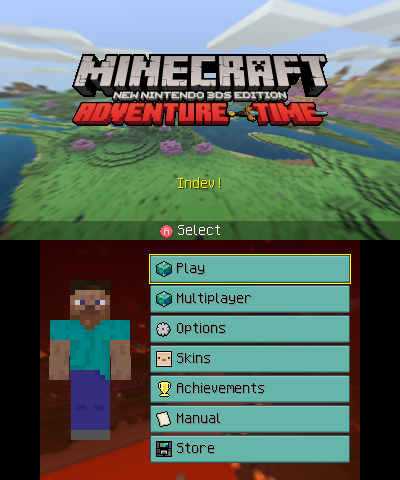 MINECRAFT
NEW NINTENDO 3DS EDITION
ADVENTURE TIME
Indev!
A Select
Play
Multiplayer
Options
Skins
Achievements
Manual
Store